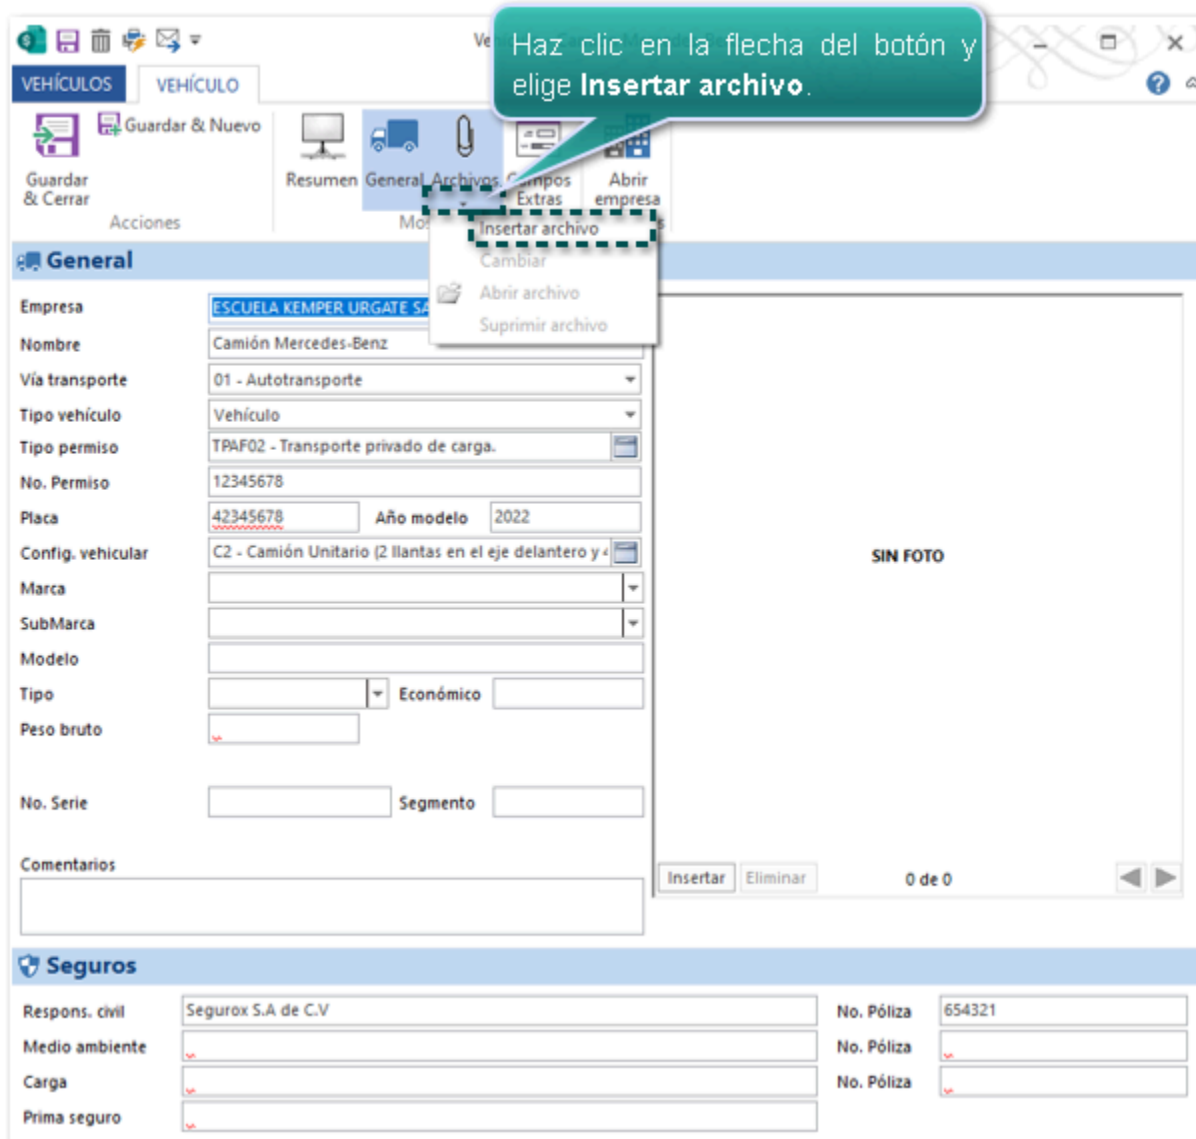 Haz clic en la flecha del botón y
elige Insertar archivo.
VEHÍCULOS VEHÍCULO
Guardar & Nuevo
Guardar
& Cerrar
Resumen General Archivos Campos
Extras
Abrir
empresa
Acciones
Insertar archivo
Cambiar
Abrir archivo
Suprimir archivo
General
Empresa ESCUELA KEMPER URGATE SA
Nombre Camión Mercedes-Benz
Vía transporte 01 - Autotransporte
Tipo vehículo Vehículo
Tipo permiso TPAF02 - Transporte privado de carga.
No. Permiso 12345678
Placa 42345678 Año modelo 2022
Config. vehicular C2 - Camión Unitario (2 llantas en el eje delantero y 4
SIN FOTO
Marca
SubMarca
Modelo
Tipo Económico
Peso bruto
No. Serie Segmento
Comentarios
Insertar Eliminar 0 de 0
Seguros
Respons. civil Segurox S.A de C.V No. Póliza 654321
Medio ambiente No. Póliza
Carga No. Póliza
Prima seguro